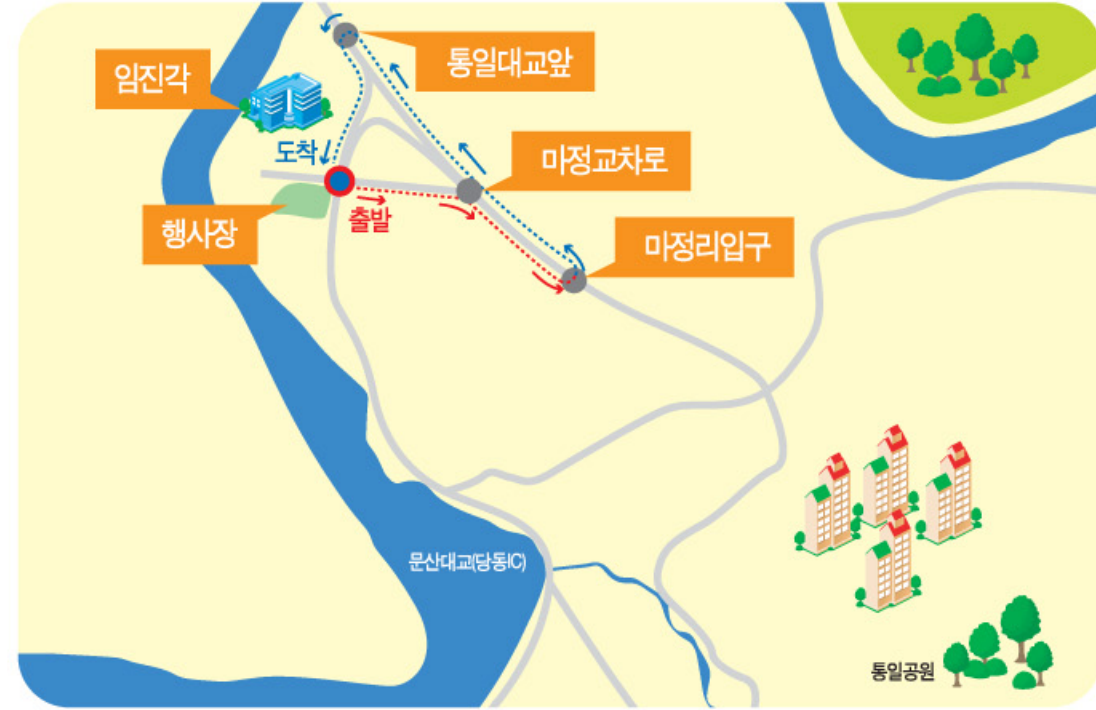 통일대교앞
임진각
도착
마정교차로
출발
행사장
마정리입구
문산대교(당동IC)
통일공원